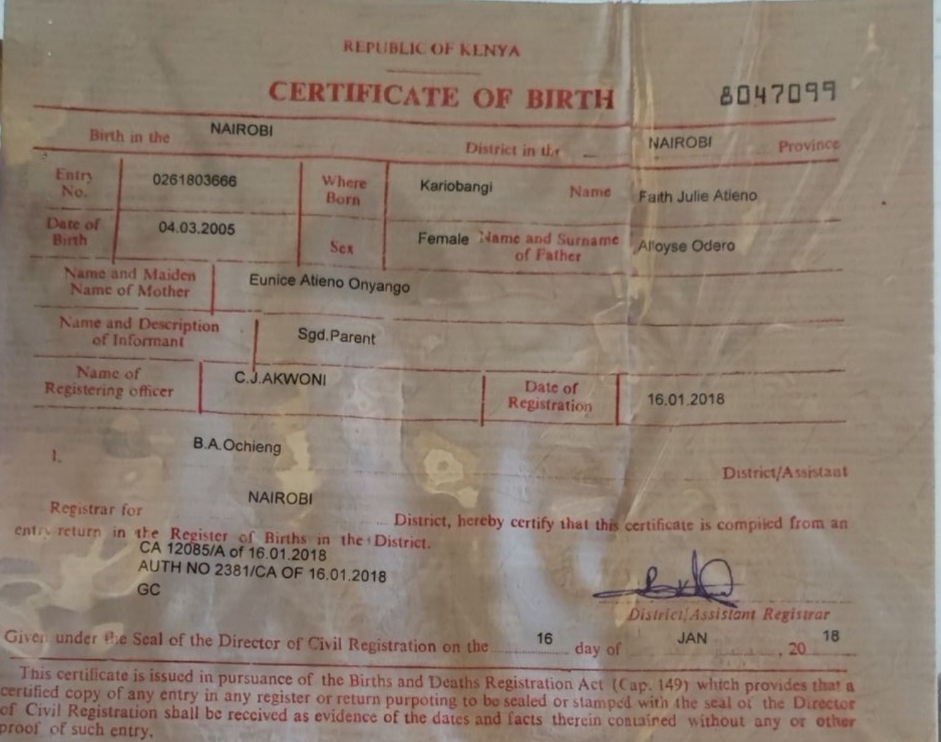 REPUBLIC OF KENYA
CERTIFICATE OF BIRTH 8047099
Birth in the NAIROBI District in the NAIROBI Province
Entry No. 0261803666 Where Born Kariobangi Name Faith Julie Atieno
Date of Birth 04.03.2005 Sex Female Name and Surname of Father Aloyse Odero
Name and Maiden Name of Mother Eunice Atieno Onyango
Name and Description of Informant Sgd.Parent
Name of Registering officer C.J.AKWONI Date of Registration 16.01.2018
I. B.A.Ochieng District/Assistant
Registrar for NAIROBI District, hereby certify that this certificate is compiled from an
entry return in the Register of Births in the District.
CA 12085/A of 16.01.2018
AUTH NO 2381/CA OF 16.01.2018
GC
District/Assistant Registrar
Given under the Seal of the Director of Civil Registration on the 16 day of JAN , 20 18
This certificate is issued in pursuance of the Births and Deaths Registration Act (Cap. 149) which provides that a
certified copy of any entry in any register or return purpoting to be sealed or stamped with the seal of the Director
of Civil Registration shall be received as evidence of the dates and facts therein contained without any or other
proof of such entry.